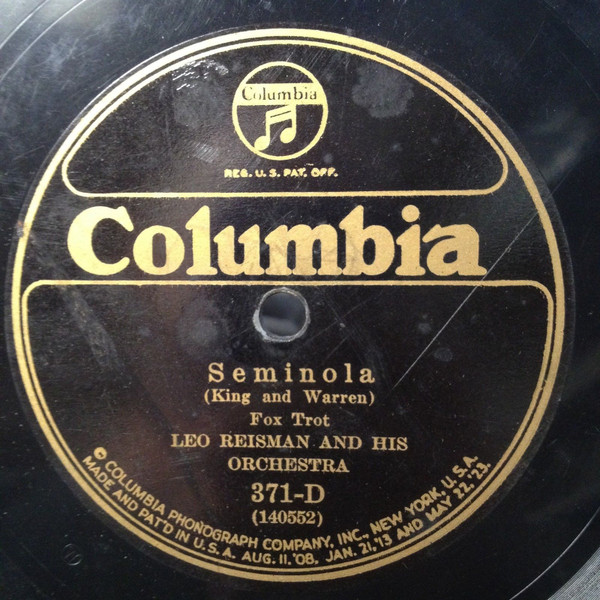 Columbia
REG. U.S. PAT. OFF.
Columbia
Seminola
(King and Warren)
Fox Trot
LEO REISMAN AND HIS
ORCHESTRA
371-D
(140552)
COLUMBIA PHONOGRAPH COMPANY, INC., NEW YORK, U.S.A.
MADE AND PAT'D IN U.S.A. AUG. 11, '08, JAN. 21, '13 AND MAY 22, '23.